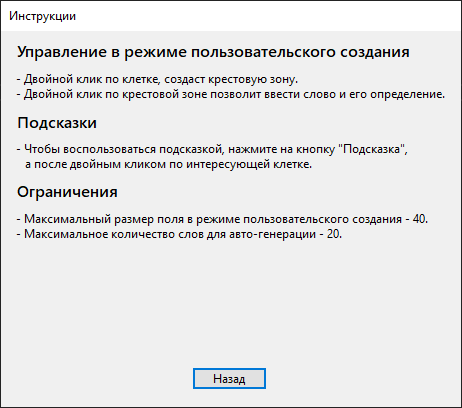 Инструкции
Управление в режиме пользовательского создания
- Двойной клик по клетке, создаст крестовую зону.
- Двойной клик по крестовой зоне позволит ввести слово и его определение.
Подсказки
- Чтобы воспользоваться подсказкой, нажмите на кнопку "Подсказка",
а после двойным кликом по интересующей клетке.
Ограничения
- Максимальный размер поля в режиме пользовательского создания - 40.
- Максимальное количество слов для авто-генерации - 20.
Назад